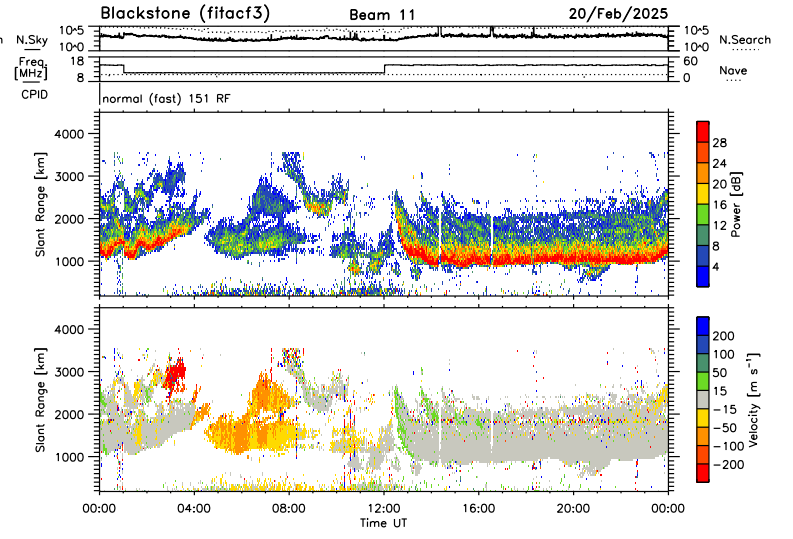 Blackstone (fitacf3) Beam 11 20/Feb/2025
N.Sky 10^5 10^0 10^5 10^0 N.Search
Freq. [MHz] 18 8 60 0 Nave
CPID normal (fast) 151 RF
Slant Range [km] 4000 3000 2000 1000
28 24 20 16 12 8 4 Power [dB]
Slant Range [km] 4000 3000 2000 1000
200 100 50 15 -15 -50 -100 -200 Velocity [m s⁻¹]
00:00 04:00 08:00 12:00 16:00 20:00 00:00
Time UT